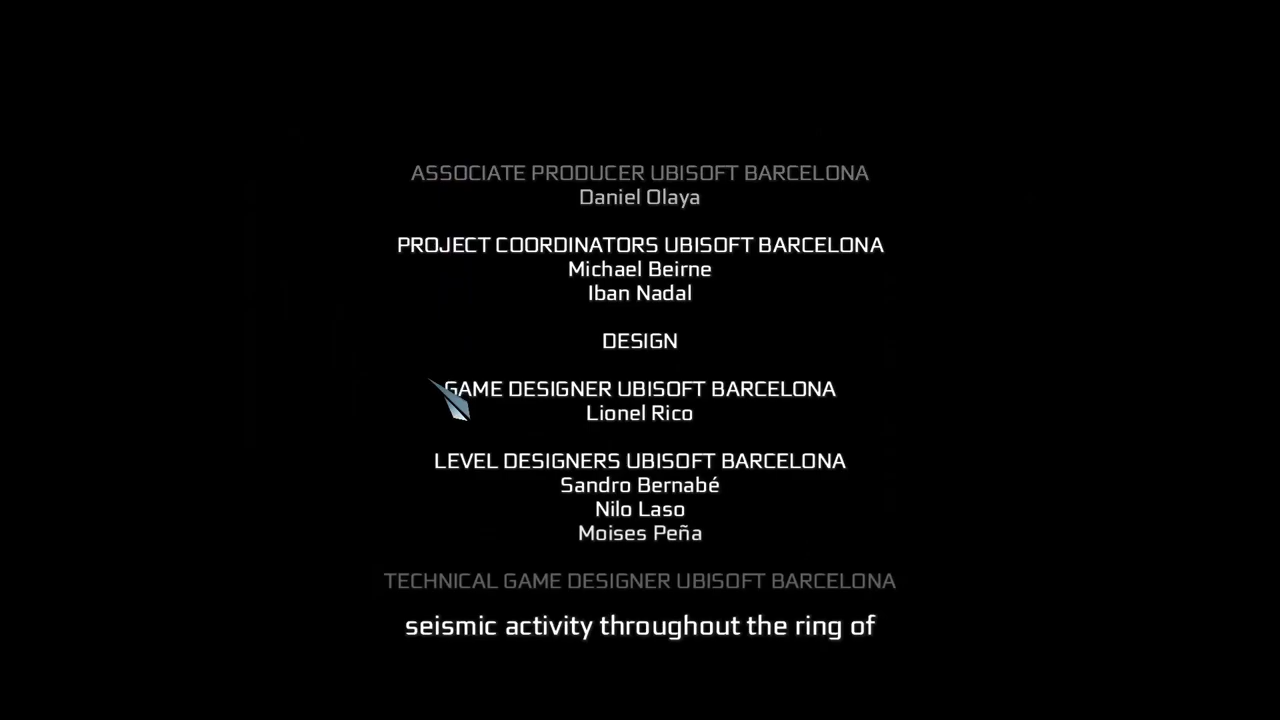 ASSOCIATE PRODUCER UBISOFT BARCELONA
Daniel Olaya
PROJECT COORDINATORS UBISOFT BARCELONA
Michael Beirne
Iban Nadal
DESIGN
GAME DESIGNER UBISOFT BARCELONA
Lionel Rico
LEVEL DESIGNERS UBISOFT BARCELONA
Sandro Bernabé
Nilo Laso
Moises Peña
TECHNICAL GAME DESIGNER UBISOFT BARCELONA
seismic activity throughout the ring of